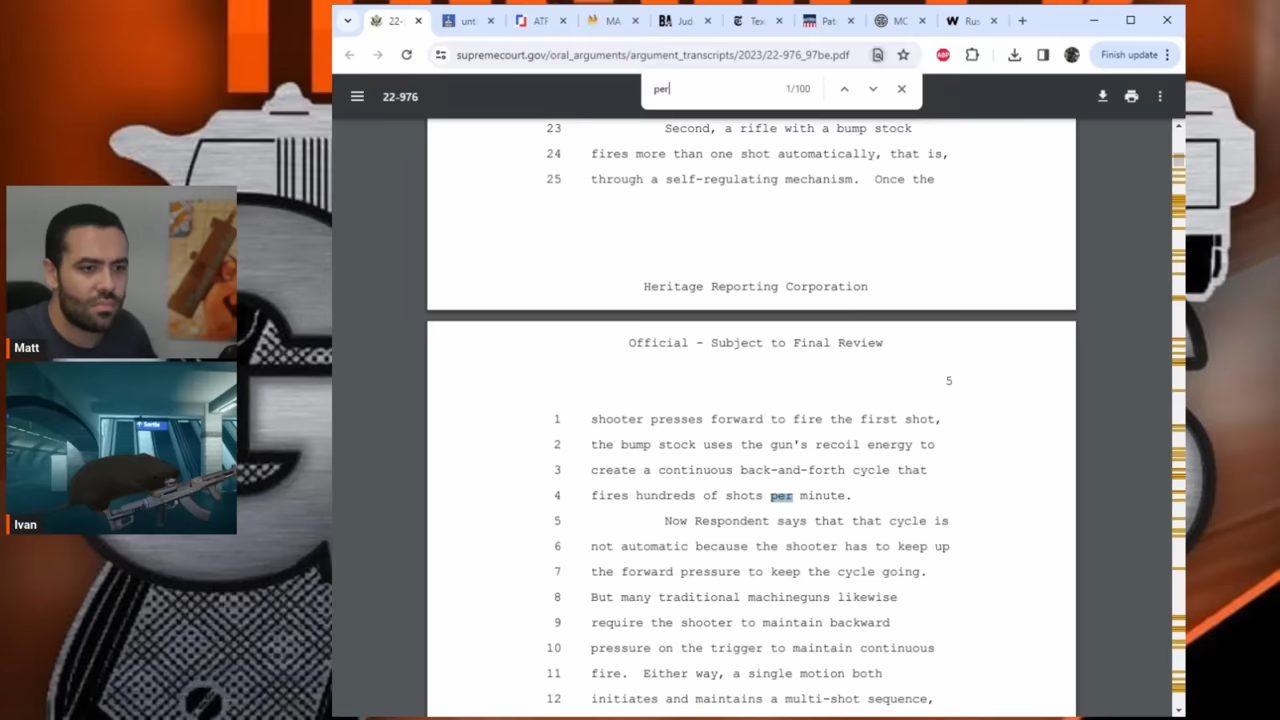 22-
unt
ATF
MA
Jud
Tex
Pat
MC
Rus
supremecourt.gov/oral_arguments/argument_transcripts/2023/22-976_97be.pdf
ABP
Finish update
22-976
per
1/100
23 Second, a rifle with a bump stock
24 fires more than one shot automatically, that is,
25 through a self-regulating mechanism. Once the
Heritage Reporting Corporation
Official - Subject to Final Review
5
1 shooter presses forward to fire the first shot,
2 the bump stock uses the gun's recoil energy to
3 create a continuous back-and-forth cycle that
4 fires hundreds of shots per minute.
5 Now Respondent says that that cycle is
6 not automatic because the shooter has to keep up
7 the forward pressure to keep the cycle going.
8 But many traditional machineguns likewise
9 require the shooter to maintain backward
10 pressure on the trigger to maintain continuous
11 fire. Either way, a single motion both
12 initiates and maintains a multi-shot sequence,
Matt
Sortie
Ivan